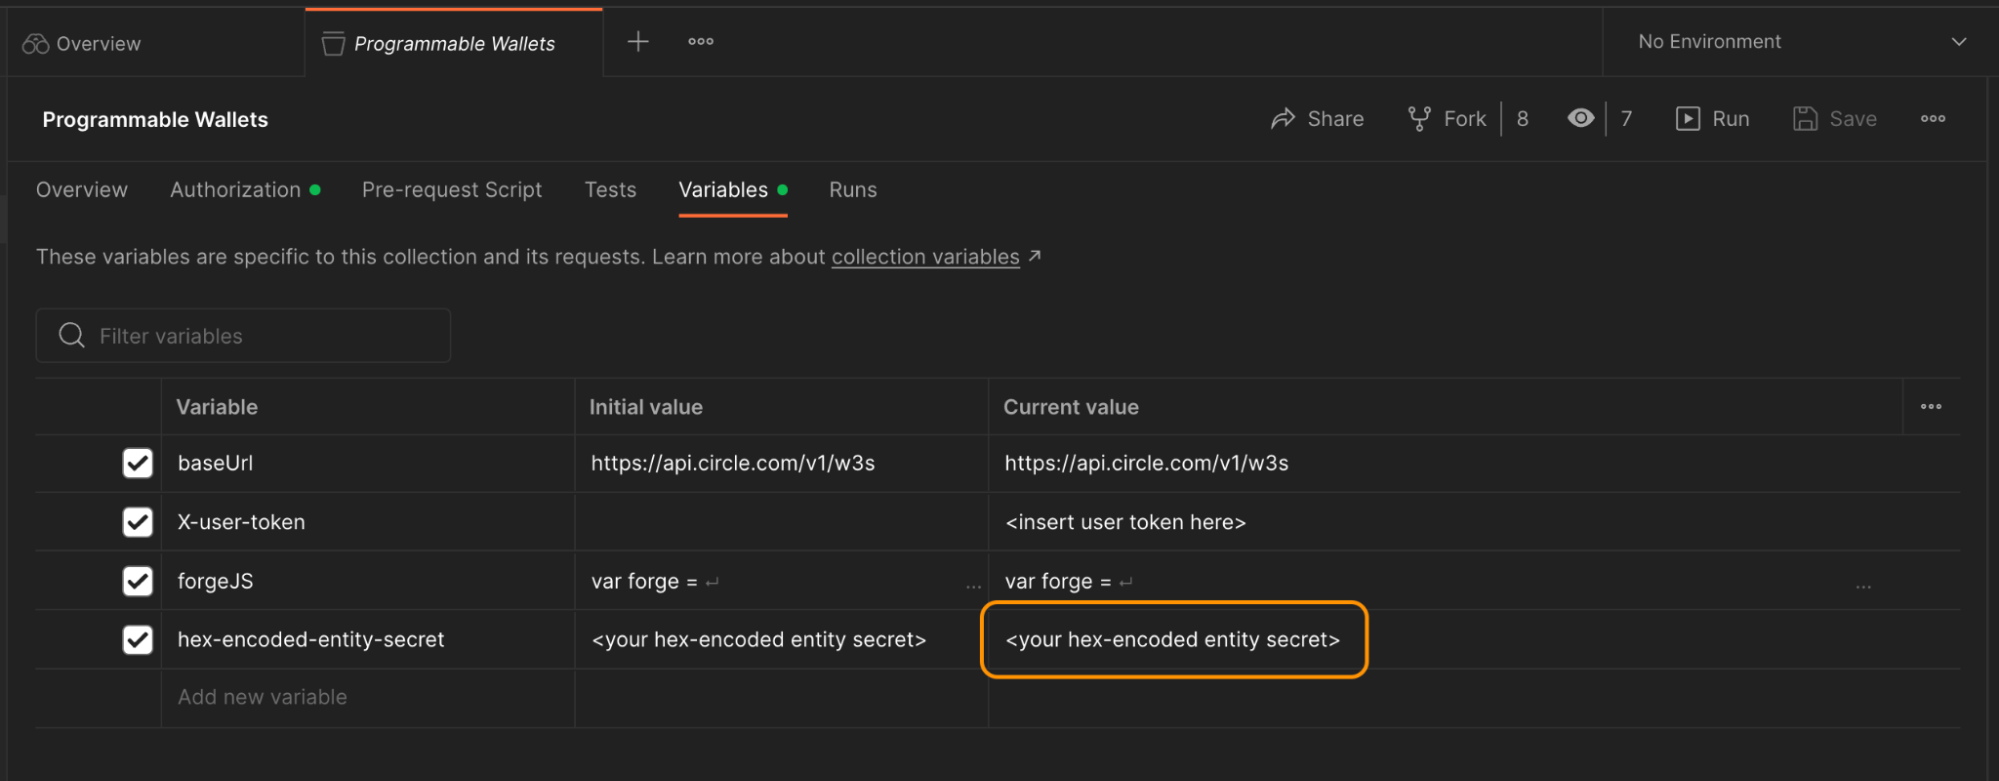 Overview
Programmable Wallets
No Environment
Programmable Wallets
Share
Fork 8
7
Run
Save
Overview Authorization Pre-request Script Tests Variables Runs
These variables are specific to this collection and its requests. Learn more about collection variables ↗
Filter variables
Variable Initial value Current value
baseUrl https://api.circle.com/v1/w3s https://api.circle.com/v1/w3s
X-user-token <insert user token here>
forgeJS var forge = ↵ ... var forge = ↵ ...
hex-encoded-entity-secret <your hex-encoded entity secret> <your hex-encoded entity secret>
Add new variable